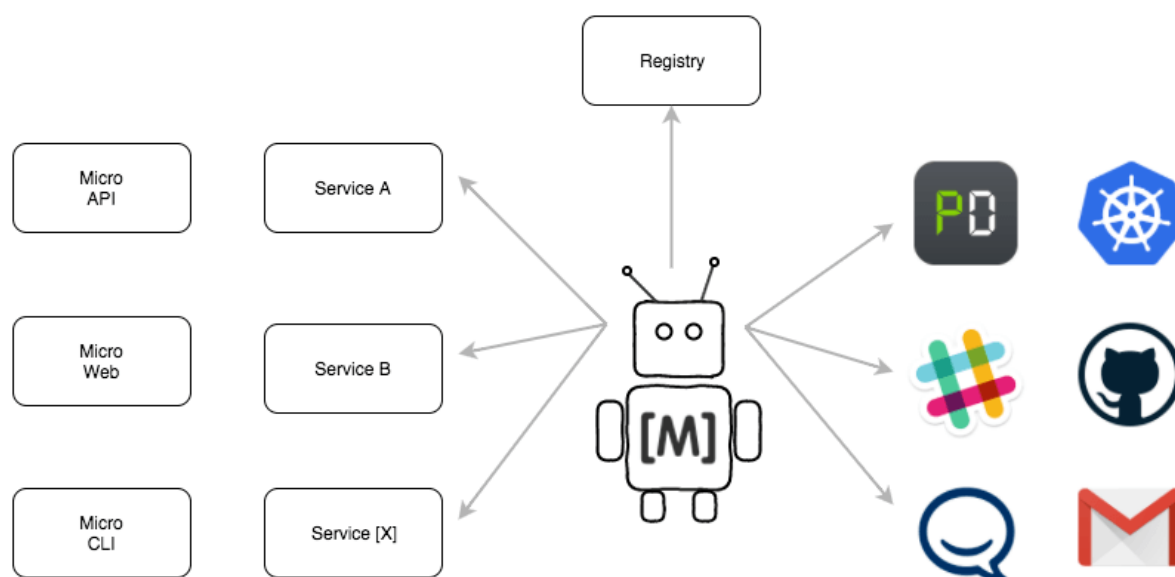 Registry
Micro
API
Service A
PD
Micro
Web
Service B
[M]
Micro
CLI
Service [X]